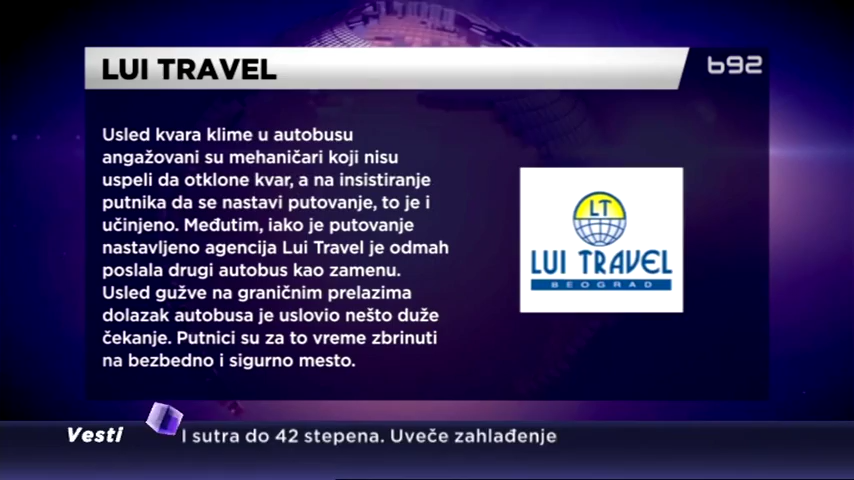 LUI TRAVEL
b92
Usled kvara klime u autobusu
angažovani su mehaničari koji nisu
uspeli da otklone kvar, a na insistiranje
putnika da se nastavi putovanje, to je i
učinjeno. Međutim, iako je putovanje
nastavljeno agencija Lui Travel je odmah
poslala drugi autobus kao zamenu.
Usled gužve na graničnim prelazima
dolazak autobusa je uslovio nešto duže
čekanje. Putnici su za to vreme zbrinuti
na bezbedno i sigurno mesto.
LT
LUI TRAVEL
BEOGRAD
Vesti
I sutra do 42 stepena. Uveče zahlađenje